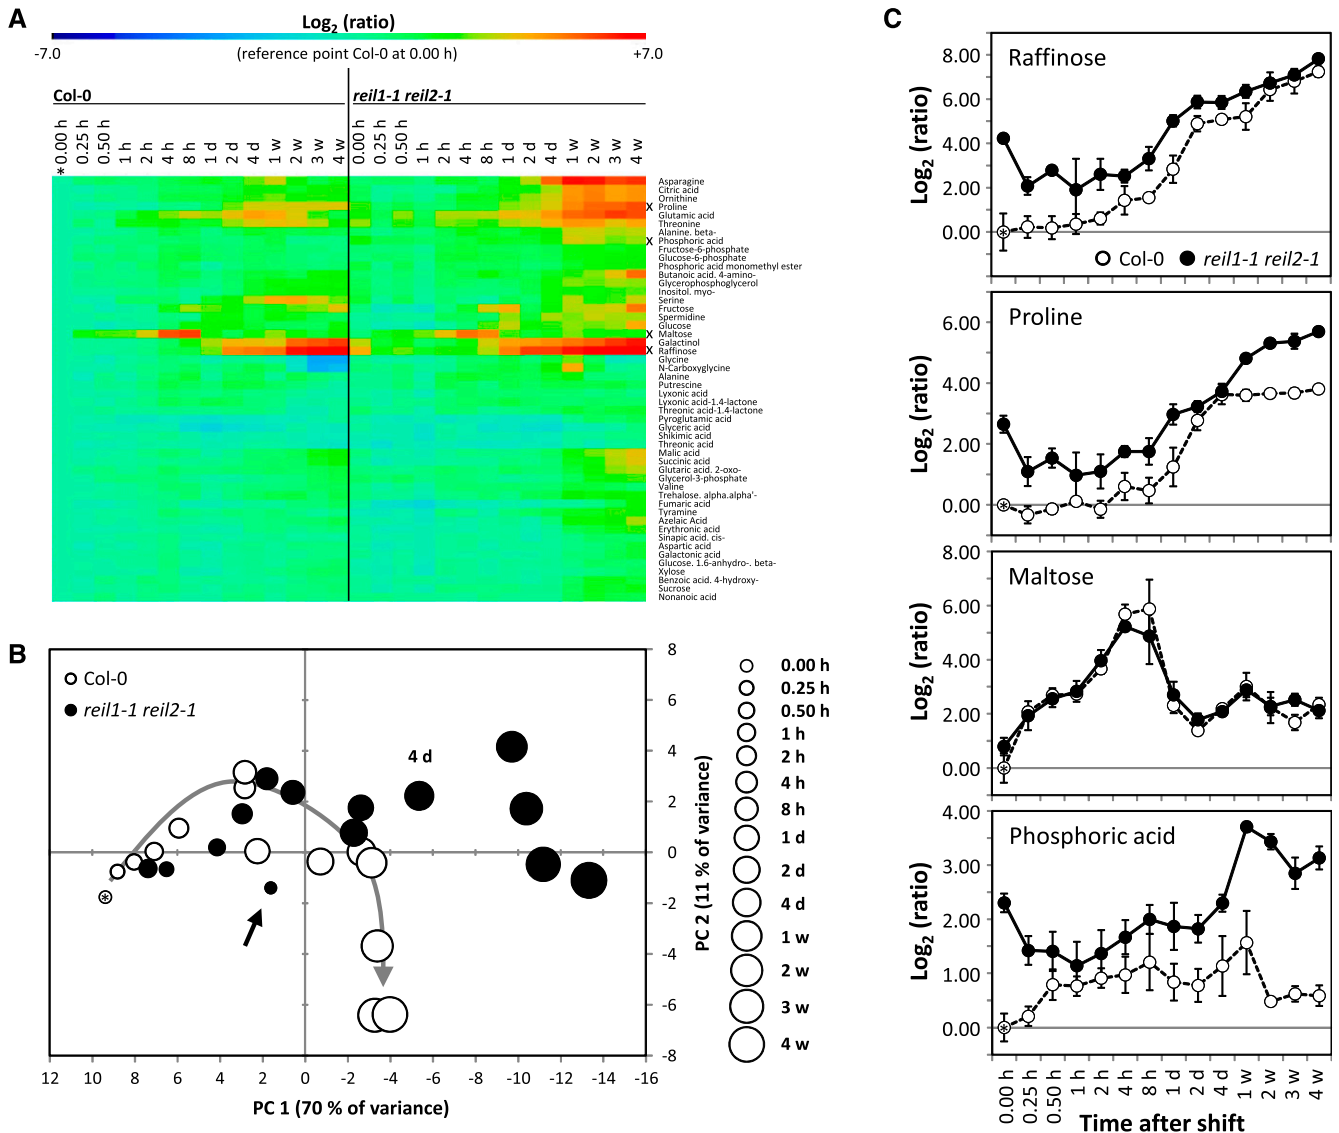 A
Log2 (ratio)
-7.0
(reference point Col-0 at 0.00 h)
+7.0
Col-0
reil1-1 reil2-1
0.00 h
0.25 h
0.50 h
1 h
2 h
4 h
8 h
1 d
2 d
4 d
1 w
2 w
3 w
4 w
0.00 h
0.25 h
0.50 h
1 h
2 h
4 h
8 h
1 d
2 d
4 d
1 w
2 w
3 w
4 w
*
Asparagine
Citric acid
Ornithine
X Proline
Glutamic acid
Threonine
Alanine. beta-
X Phosphoric acid
Fructose-6-phosphate
Glucose-6-phosphate
Phosphoric acid monomethyl ester
Butanoic acid. 4-amino-
Glycerophosphoglycerol
Inositol. myo-
Serine
Fructose
Spermidine
Glucose
X Maltose
Galactinol
X Raffinose
Glycine
N-Carboxyglycine
Alanine
Putrescine
Lyxonic acid
Lyxonic acid-1.4-lactone
Threonic acid-1.4-lactone
Pyroglutamic acid
Glyceric acid
Shikimic acid
Threonic acid
Malic acid
Succinic acid
Glutaric acid. 2-oxo-
Glycerol-3-phosphate
Valine
Trehalose. alpha.alpha'-
Fumaric acid
Tyramine
Azelaic Acid
Erythronic acid
Sinapic acid. cis-
Aspartic acid
Galactonic acid
Glucose. 1.6-anhydro-. beta-
Xylose
Benzoic acid. 4-hydroxy-
Sucrose
Nonanoic acid
B
Col-0
reil1-1 reil2-1
4 d
*
8
6
4
2
0
-2
-4
-6
-8
PC 2 (11 % of variance)
12 10 8 6 4 2 0 -2 -4 -6 -8 -10 -12 -14 -16
PC 1 (70 % of variance)
0.00 h
0.25 h
0.50 h
1 h
2 h
4 h
8 h
1 d
2 d
4 d
1 w
2 w
3 w
4 w
C
Raffinose
Log2 (ratio)
8.00
6.00
4.00
2.00
0.00
*
Col-0 reil1-1 reil2-1
Proline
Log2 (ratio)
6.00
4.00
2.00
0.00
*
Maltose
Log2 (ratio)
8.00
6.00
4.00
2.00
0.00
*
Phosphoric acid
Log2 (ratio)
4.00
3.00
2.00
1.00
0.00
*
0.00 h
0.25 h
0.50 h
1 h
2 h
4 h
8 h
1 d
2 d
4 d
1 w
2 w
3 w
4 w
Time after shift